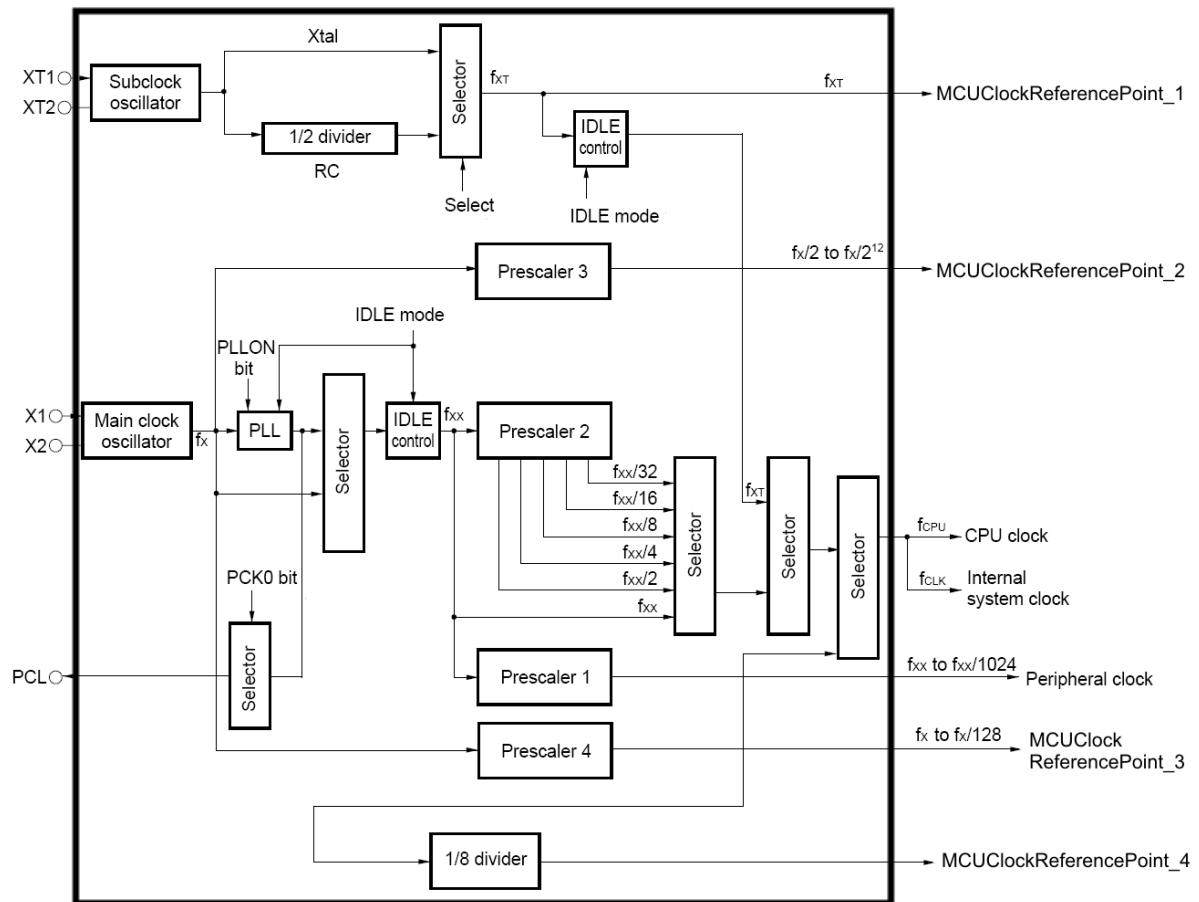 Xtal
XT1
XT2
Subclock
oscillator
1/2 divider
RC
Selector
Select
fXT
fXT
MCUClockReferencePoint_1
IDLE
control
IDLE mode
Prescaler 3
fX/2 to fX/2¹²
MCUClockReferencePoint_2
IDLE mode
PLLON
bit
X1
X2
Main clock
oscillator
fX
PLL
Selector
IDLE
control
fXX
Prescaler 2
fXX/32
fXX/16
fXX/8
fXX/4
fXX/2
fXX
Selector
fXT
Selector
Selector
fCPU
CPU clock
fCLK
Internal
system clock
PCK0 bit
PCL
Selector
Prescaler 1
fXX to fXX/1024
Peripheral clock
Prescaler 4
fX to fX/128
MCUClock
ReferencePoint_3
1/8 divider
MCUClockReferencePoint_4